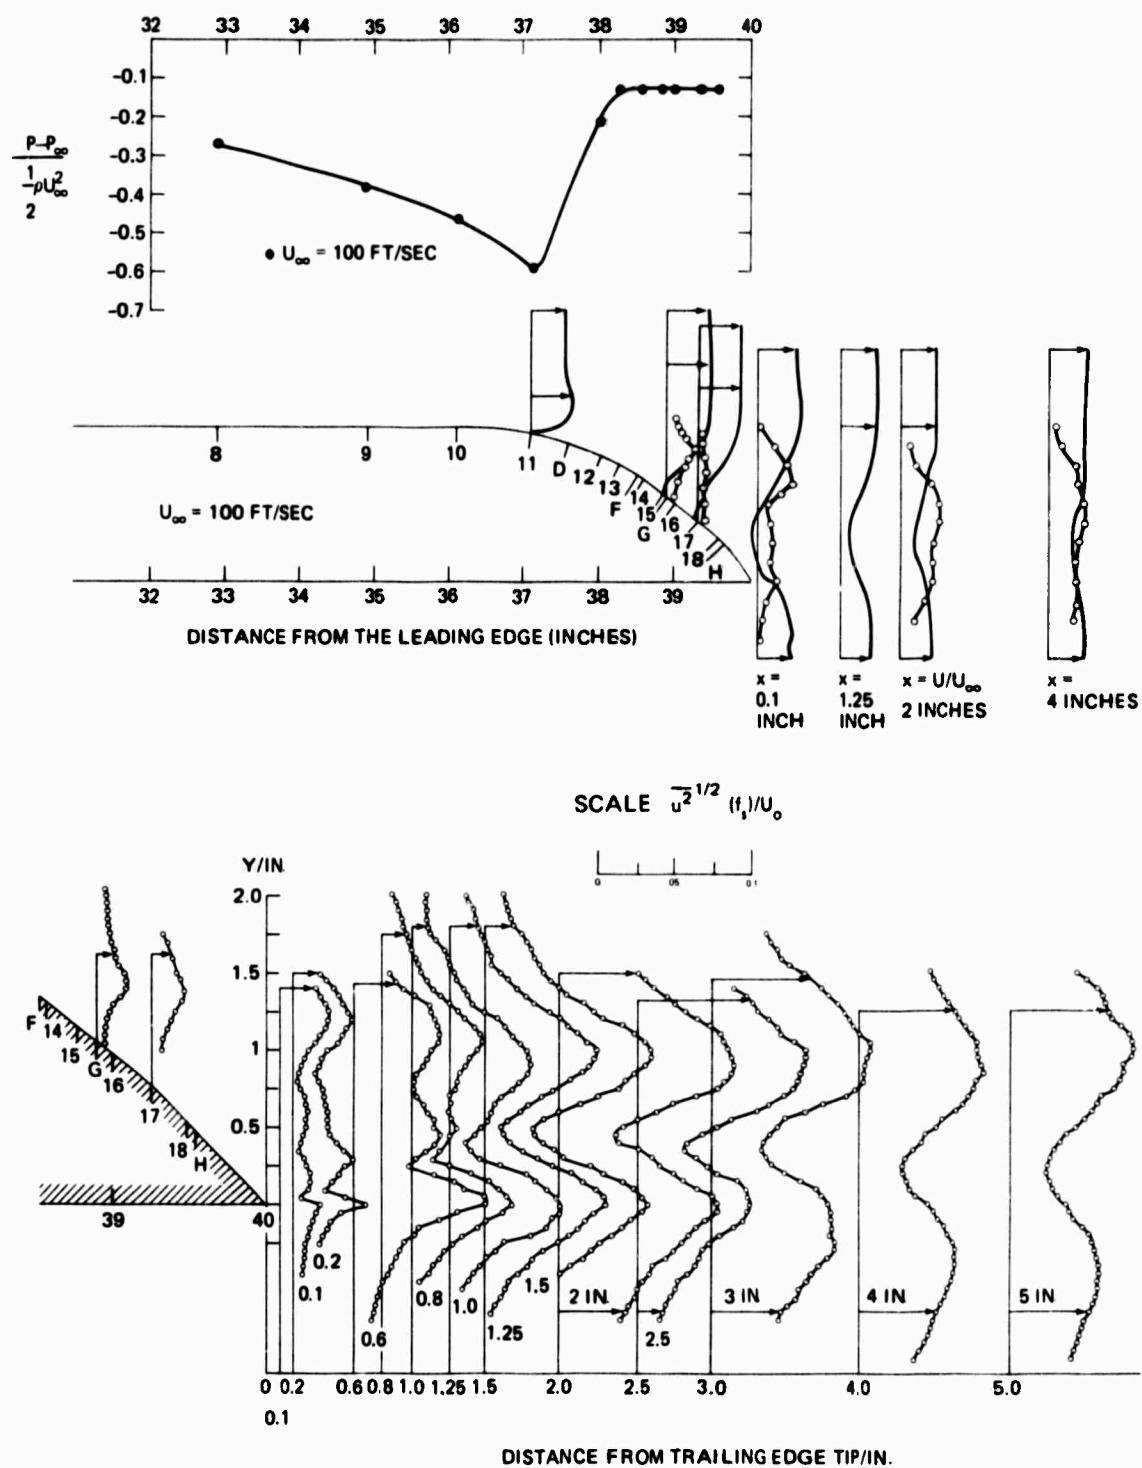 32 33 34 35 36 37 38 39 40
-0.1
-0.2
-0.3
-0.4
-0.5
-0.6
-0.7
P-P∞
1/2 ρU²∞
● U∞ = 100 FT/SEC
8 9 10 11 D 12 13 F 14 15 G 16 17 18 H
U∞ = 100 FT/SEC
32 33 34 35 36 37 38 39
DISTANCE FROM THE LEADING EDGE (INCHES)
x = 0.1 INCH
x = 1.25 INCH
x = U/U∞ 2 INCHES
x = 4 INCHES
SCALE u² 1/2 (fs)/Uo
0 .05 0.1
Y/IN.
2.0
1.5
1
0.5
F 14 15 G 16 17 18 H
39 40
0.1 0.2 0.6 0.8 1.0 1.25 1.5 2 IN. 2.5 3 IN. 4 IN. 5 IN.
0 0.2 0.6 0.8 1.0 1.25 1.5 2.0 2.5 3.0 4.0 5.0
0.1
DISTANCE FROM TRAILING EDGE TIP/IN.